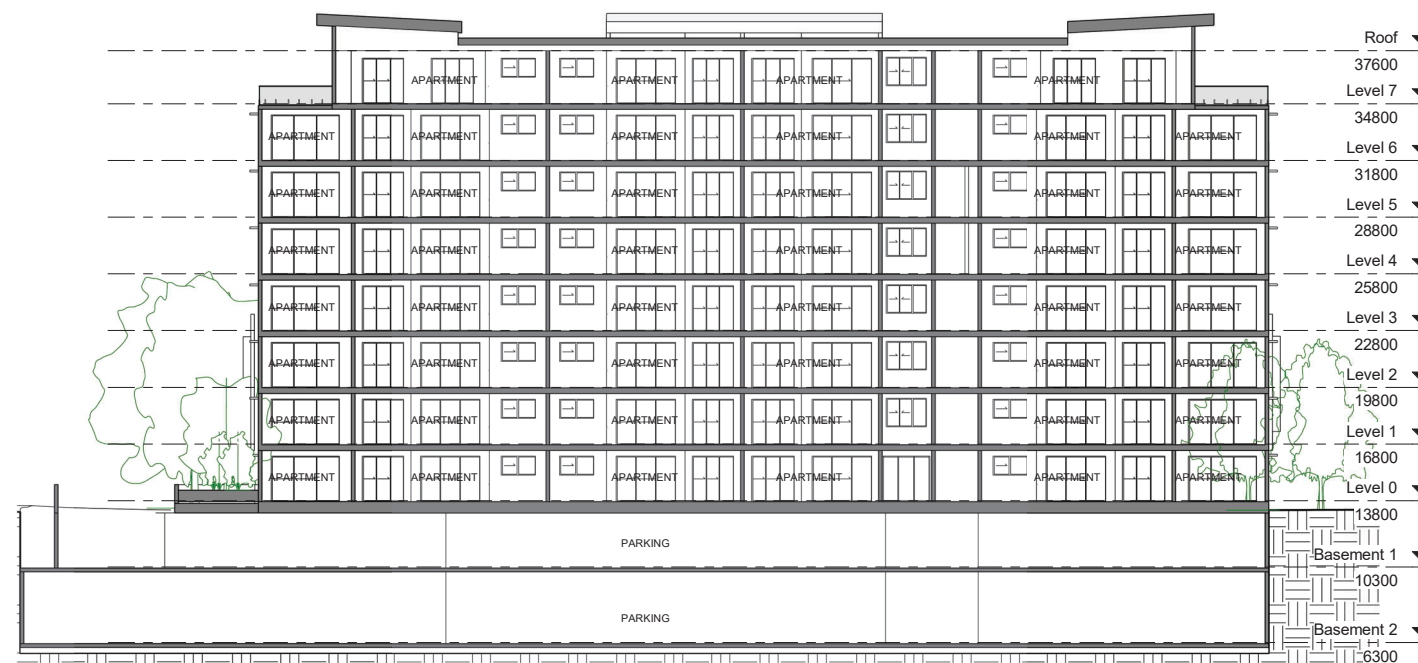 Roof
37600
APARTMENT APARTMENT APARTMENT APARTMENT
Level 7
34800
APARTMENT APARTMENT APARTMENT APARTMENT APARTMENT APARTMENT
Level 6
31800
APARTMENT APARTMENT APARTMENT APARTMENT APARTMENT APARTMENT
Level 5
28800
APARTMENT APARTMENT APARTMENT APARTMENT APARTMENT APARTMENT
Level 4
25800
APARTMENT APARTMENT APARTMENT APARTMENT APARTMENT APARTMENT
Level 3
22800
APARTMENT APARTMENT APARTMENT APARTMENT APARTMENT APARTMENT
Level 2
19800
APARTMENT APARTMENT APARTMENT APARTMENT APARTMENT APARTMENT
Level 1
16800
APARTMENT APARTMENT APARTMENT APARTMENT APARTMENT APARTMENT
Level 0
13800
PARKING
Basement 1
10300
PARKING
Basement 2
6300